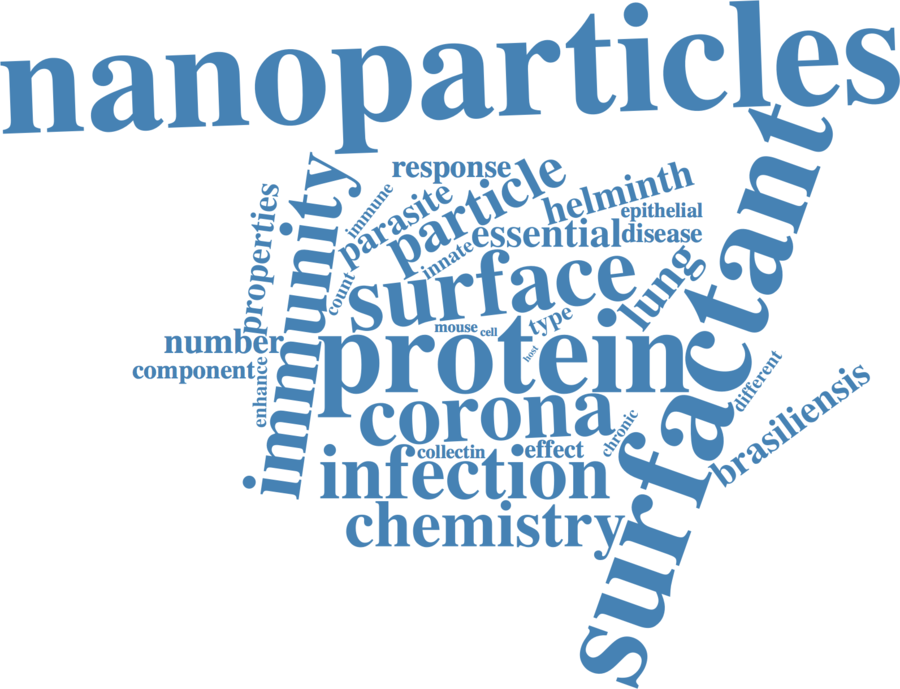 nanoparticles
surfactant
immunity
response
immune
parasite
particle
helminth
epithelial
properties
innate
essential
disease
count
surface
lung
number
mouse
cell
type
host
protein
component
enhance
corona
different
chronic
brasiliensis
collectin
effect
infection
chemistry